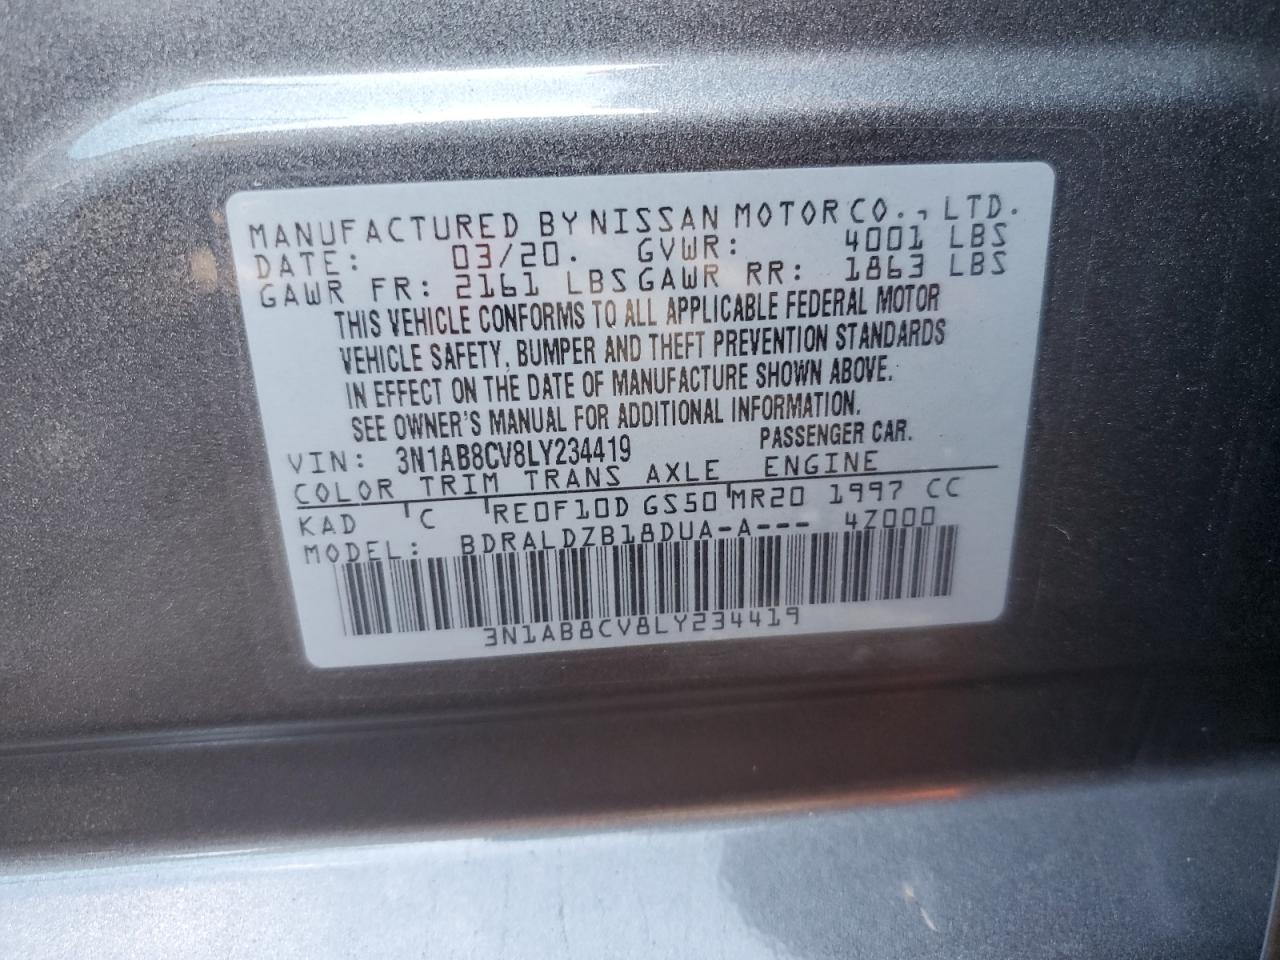 MANUFACTURED BY NISSAN MOTOR CO., LTD.
DATE: 03/20. GVWR: 4001 LBS
GAWR FR: 2161 LBS GAWR RR: 1863 LBS
THIS VEHICLE CONFORMS TO ALL APPLICABLE FEDERAL MOTOR
VEHICLE SAFETY, BUMPER AND THEFT PREVENTION STANDARDS
IN EFFECT ON THE DATE OF MANUFACTURE SHOWN ABOVE.
SEE OWNER'S MANUAL FOR ADDITIONAL INFORMATION.
VIN: 3N1AB8CV8LY234419 PASSENGER CAR.
COLOR TRIM TRANS AXLE ENGINE
KAD C RE0F10D GS50 MR20 1997 CC
MODEL: BDRALDZB18DUA-A--- 4Z000
3N1AB8CV8LY234419